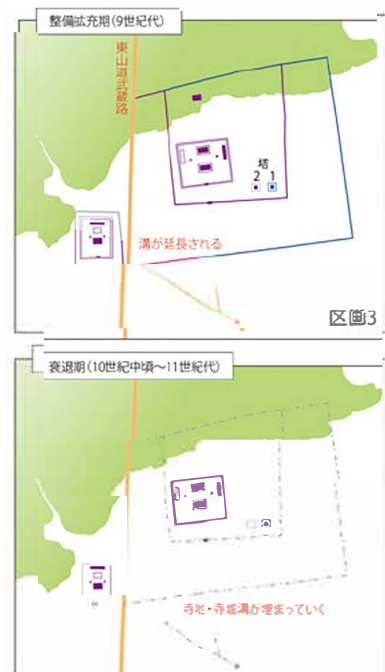 整備拡充期(9世紀代)
東山道武蔵路
塔
2 1
溝が延長される
区画3
衰退期(10世紀中頃～11世紀代)
寺地・寺域溝が埋まっていく